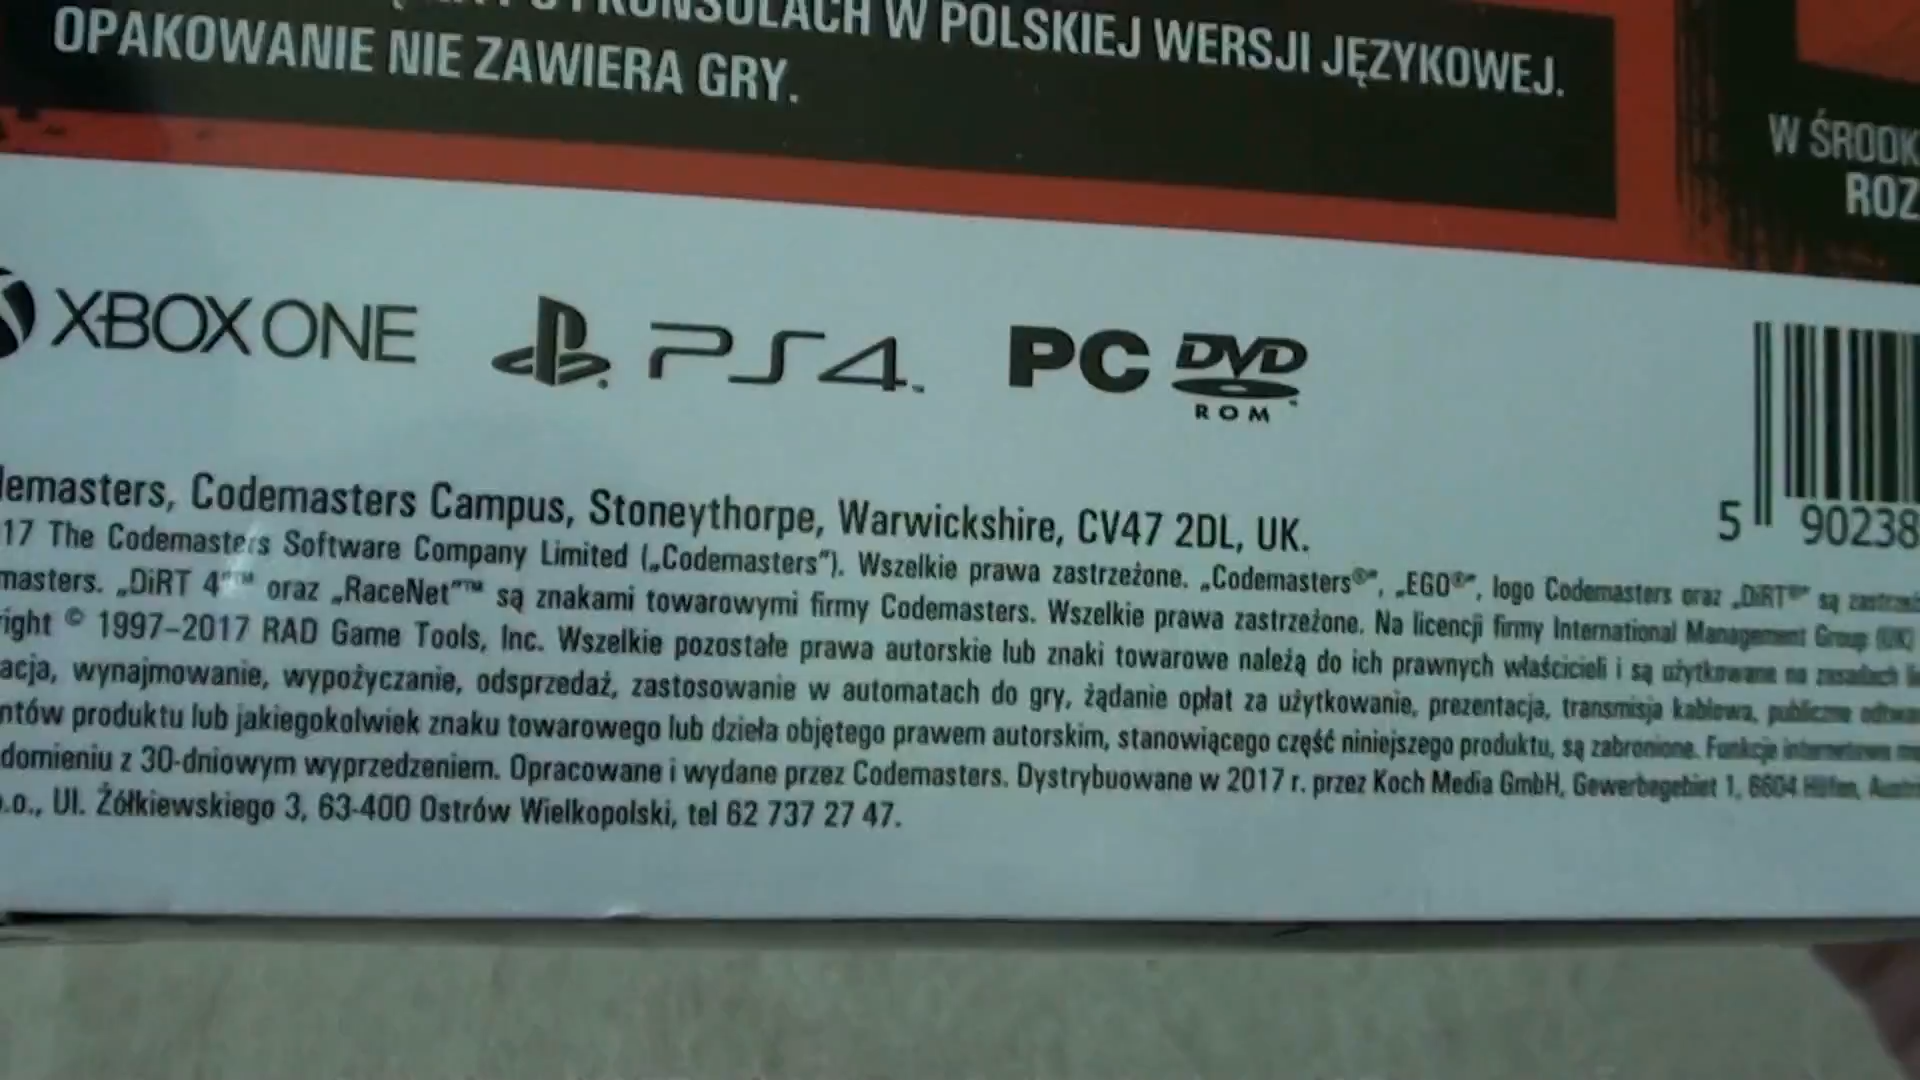 KONSOLACH W POLSKIEJ WERSJI JĘZYKOWEJ.
OPAKOWANIE NIE ZAWIERA GRY.
W ŚRODK
ROZ
XBOX ONE PS4 PC DVD
ROM
5 90238
lemasters, Codemasters Campus, Stoneythorpe, Warwickshire, CV47 2DL, UK.
17 The Codemasters Software Company Limited („Codemasters"). Wszelkie prawa zastrzeżone. „Codemasters®", „EGO®", logo Codemasters oraz „DiRT®" są
masters. „DiRT 4"™ oraz „RaceNet"™ są znakami towarowymi firmy Codemasters. Wszelkie prawa zastrzeżone. Na licencji firmy International Management Group (UK)
right © 1997–2017 RAD Game Tools, Inc. Wszelkie pozostałe prawa autorskie lub znaki towarowe należą do ich prawnych właścicieli i są użytkowane na zasadach
acja, wynajmowanie, wypożyczanie, odsprzedaż, zastosowanie w automatach do gry, żądanie opłat za użytkowanie, prezentacja, transmisja kablowa, publiczne
ntów produktu lub jakiegokolwiek znaku towarowego lub dzieła objętego prawem autorskim, stanowiącego część niniejszego produktu, są zabronione. Funkcje internetowe
domieniu z 30-dniowym wyprzedzeniem. Opracowane i wydane przez Codemasters. Dystrybuowane w 2017 r. przez Koch Media GmbH, Gewerbegebiet 1, 6604 Höfen,
.o., Ul. Żółkiewskiego 3, 63-400 Ostrów Wielkopolski, tel 62 737 27 47.